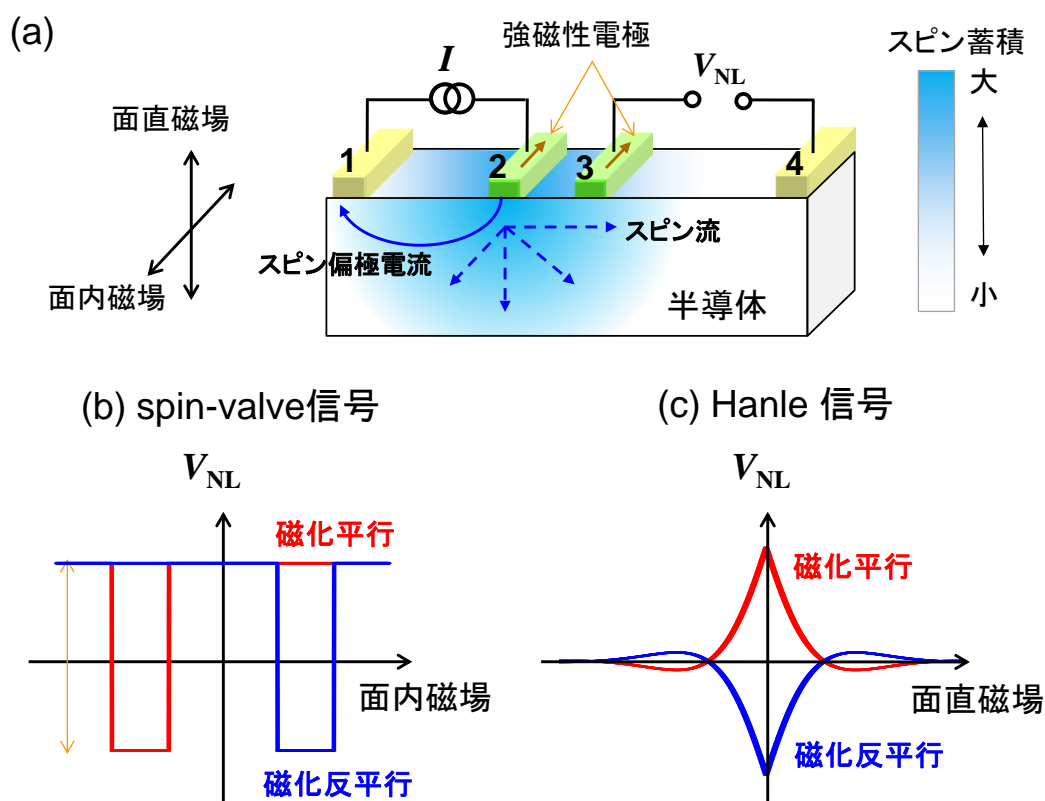 (a)
強磁性電極
スピン蓄積
I
V_NL
大
面直磁場
1
2
3
4
スピン流
スピン偏極電流
面内磁場
半導体
小
(b) spin-valve信号
(c) Hanle 信号
V_NL
V_NL
磁化平行
磁化平行
面内磁場
面直磁場
磁化反平行
磁化反平行